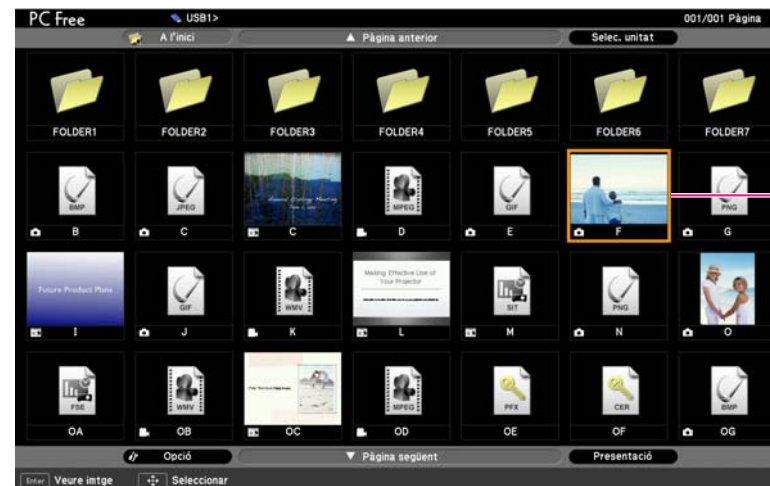 PC Free USB1> 001/001 Pàgina
A l'inici ▲ Pàgina anterior Selec. unitat
FOLDER1 FOLDER2 FOLDER3 FOLDER4 FOLDER5 FOLDER6 FOLDER7
BMP JPEG Annual Ecology Meeting MPEG GIF PNG
B C C D E F G
Future Product Plans GIF WMV Making Effective Use of Your Projector SIT PNG
I J K L M N O
FSE WMV MPEG PFX CER BMP
OA OB OC OD OE OF OG
Opció ▼ Pàgina següent Presentació
Enter Veure imtge Seleccionar